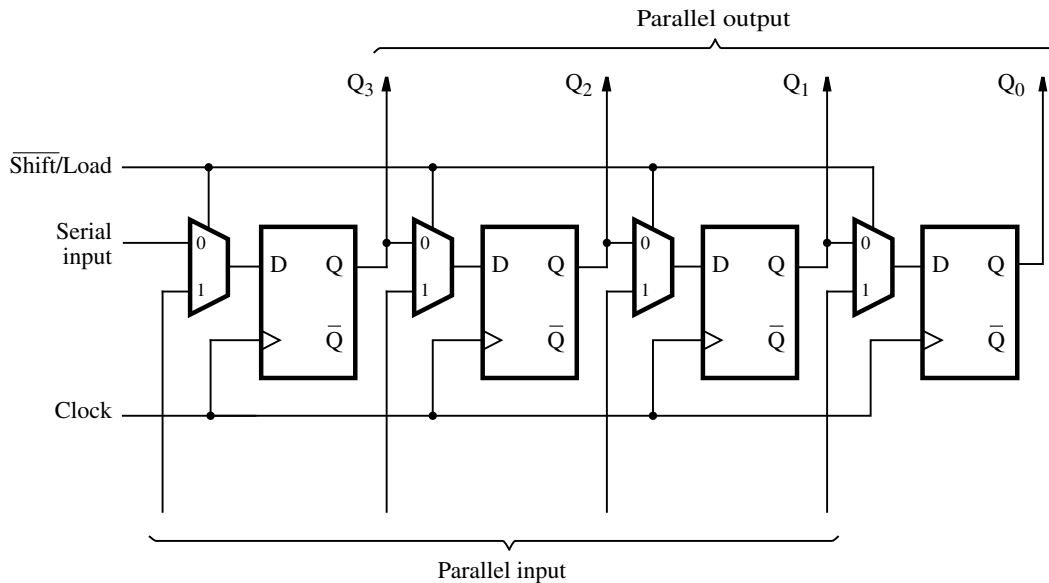 Parallel output
Q3 Q2 Q1 Q0
S̅h̅i̅f̅t̅/Load
Serial input
0 1 D Q Q̅
0 1 D Q Q̅
0 1 D Q Q̅
0 1 D Q Q̅
Clock
Parallel input